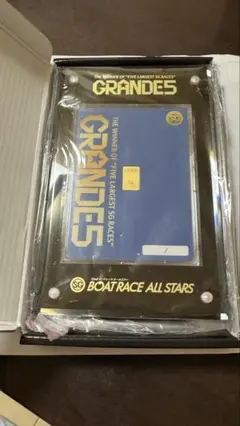 THE WINNER OF "FIVE LARGEST SG RACES"
GRANDE5
THE WINNER OF "FIVE LARGEST SG RACES"
GRANDE5
SG
SG
BOAT RACE ALL STARS